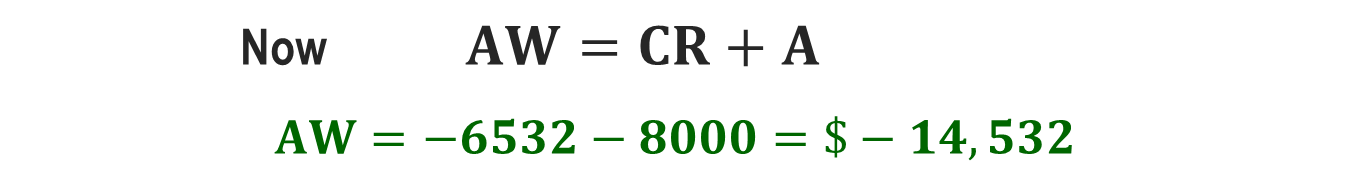 Now AW = CR + A
AW = −6532 − 8000 = $ − 14, 532